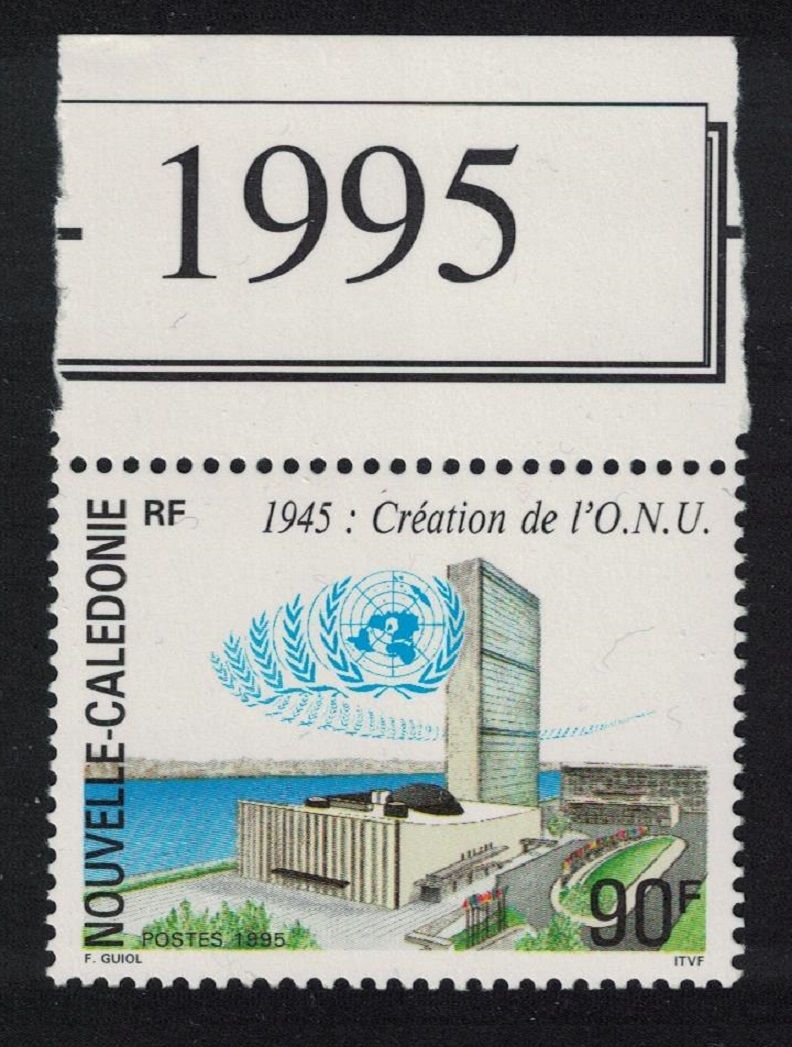 - 1995 -
RF
1945 : Création de l'O.N.U.
NOUVELLE-CALEDONIE
90F
POSTES 1995
F. GUIOL
ITVF